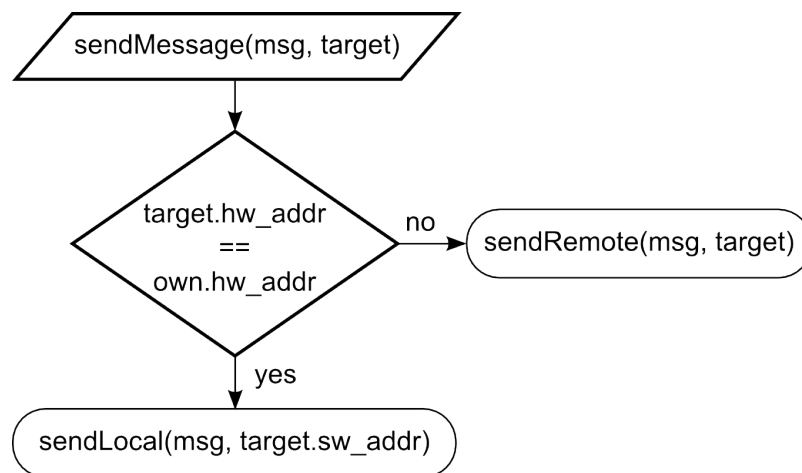 sendMessage(msg, target)
target.hw_addr
==
own.hw_addr
no
sendRemote(msg, target)
yes
sendLocal(msg, target.sw_addr)